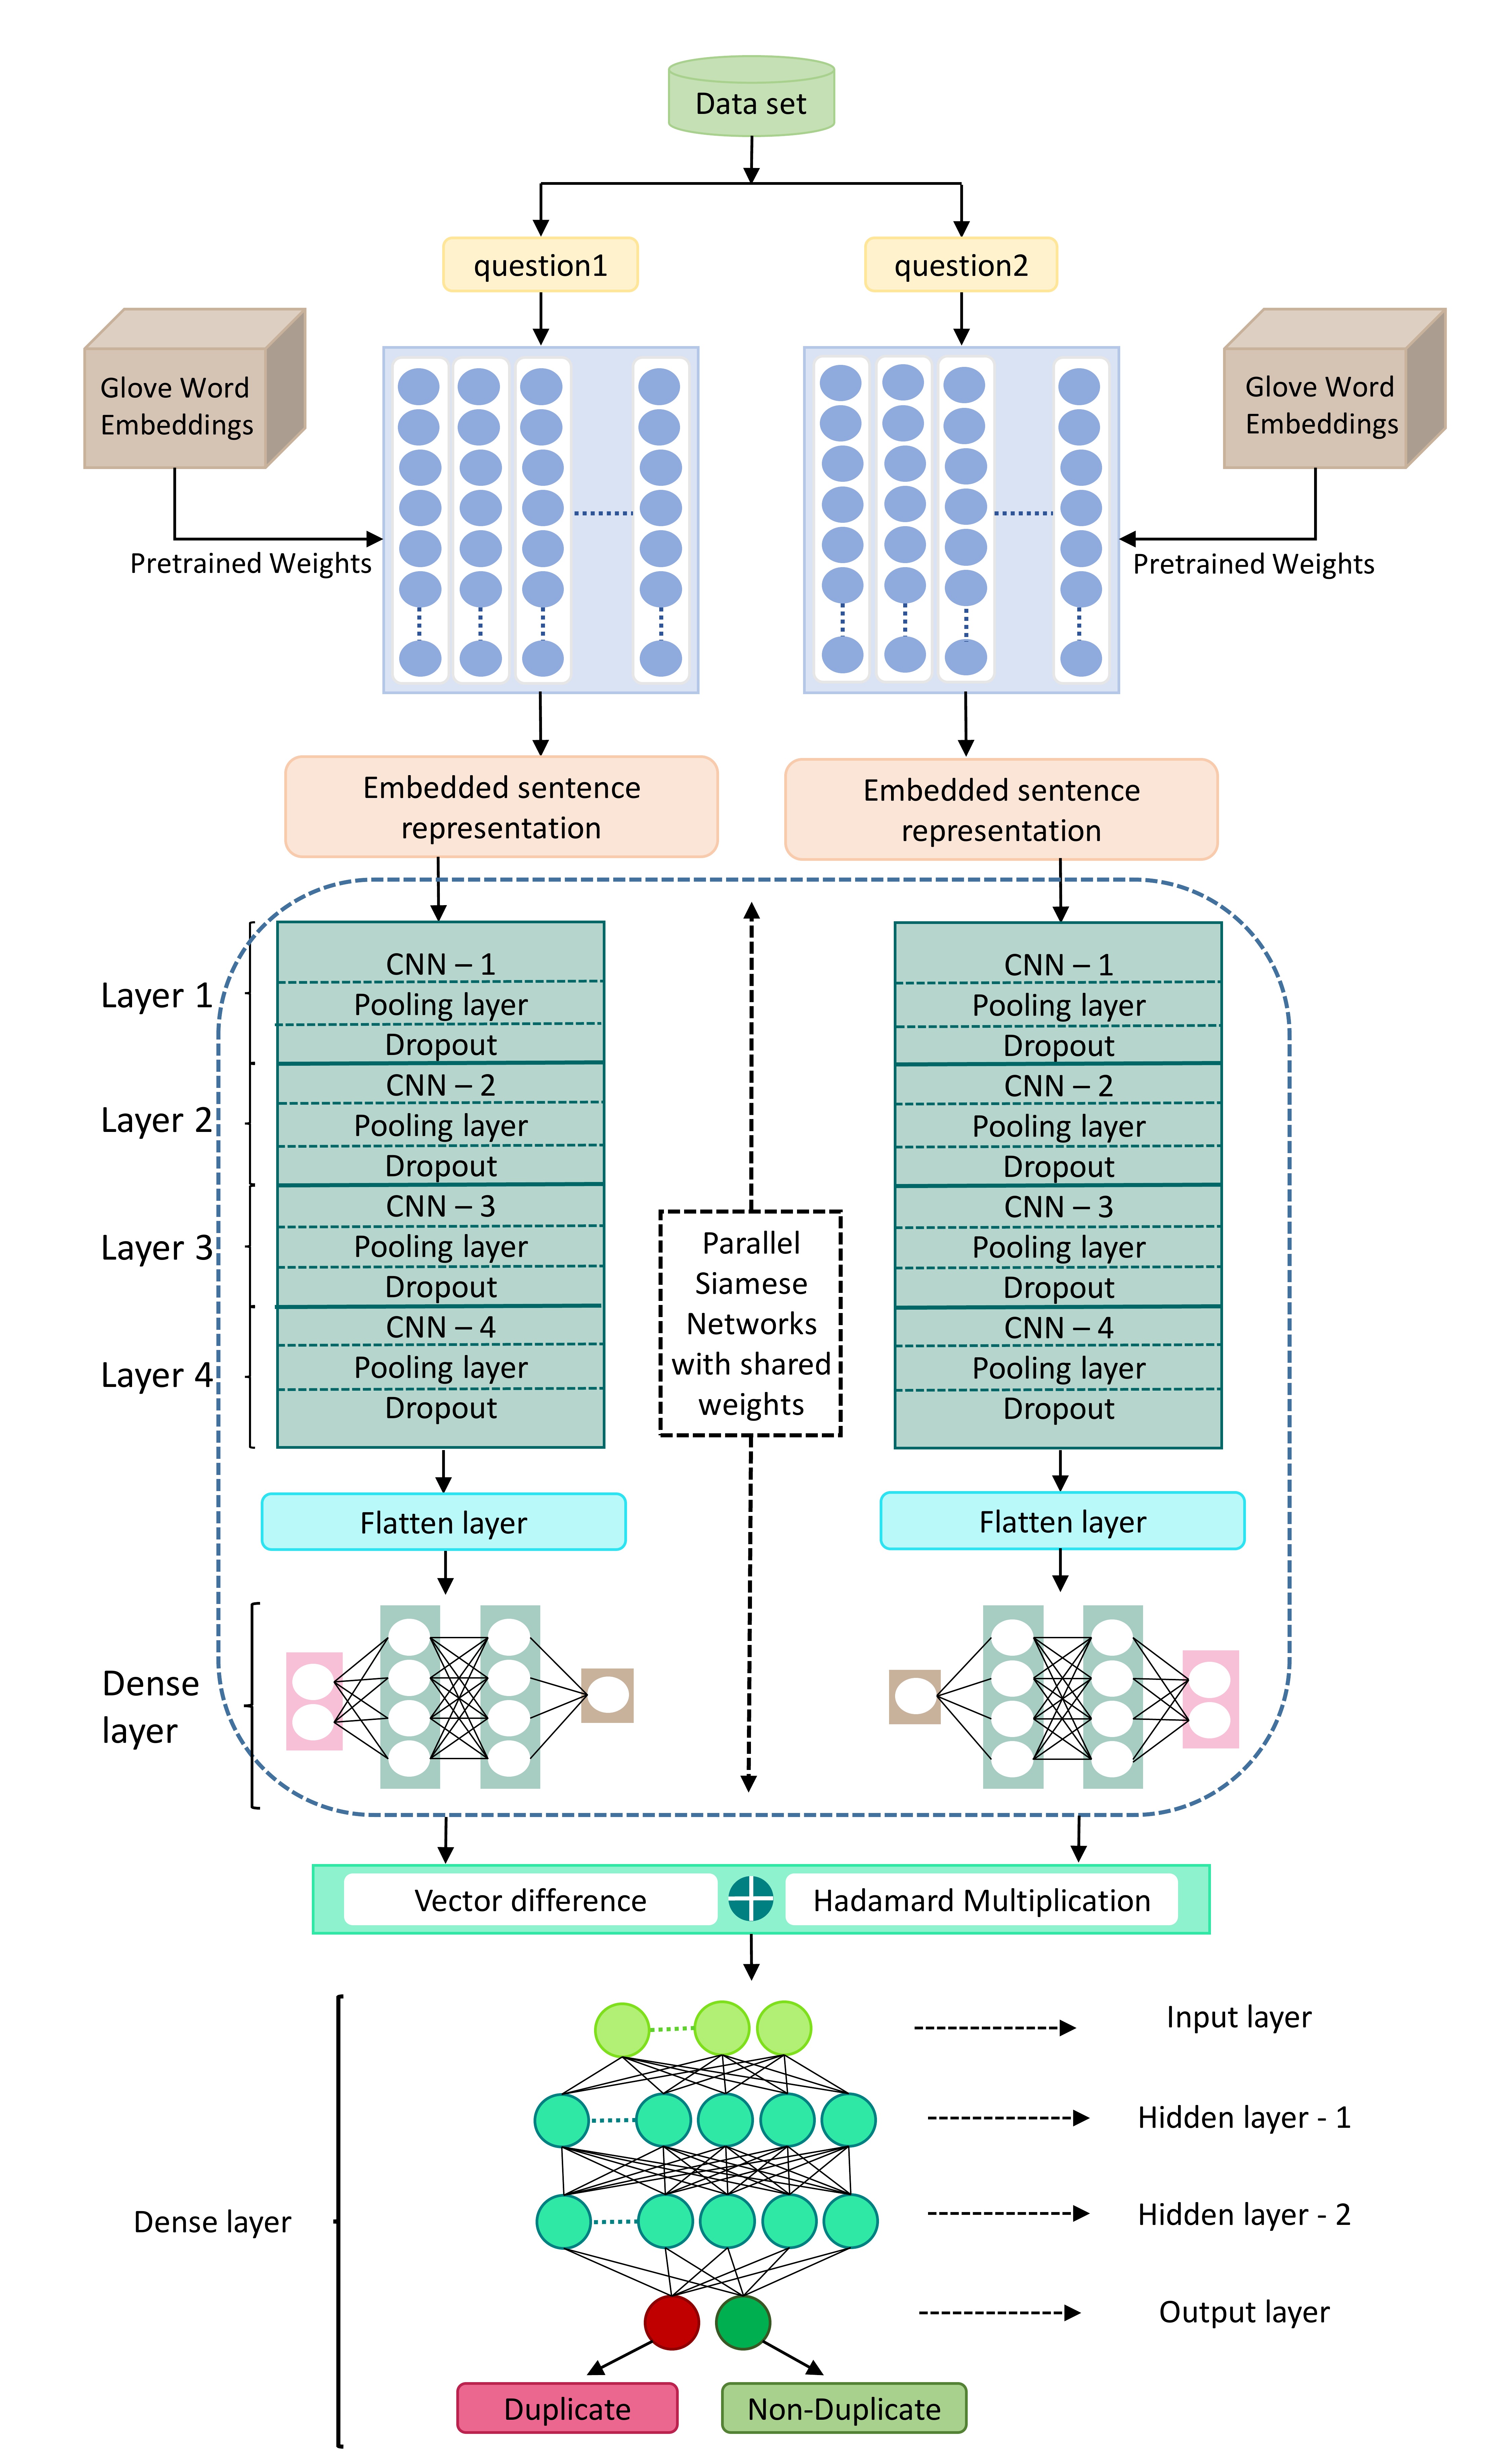 Data set
question1
question2
Glove Word
Embeddings
Glove Word
Embeddings
Pretrained Weights
Pretrained Weights
Embedded sentence
representation
Embedded sentence
representation
Layer 1
CNN – 1
Pooling layer
Dropout
Layer 2
CNN – 2
Pooling layer
Dropout
Layer 3
CNN – 3
Pooling layer
Dropout
Layer 4
CNN – 4
Pooling layer
Dropout
Parallel
Siamese
Networks
with shared
weights
CNN – 1
Pooling layer
Dropout
CNN – 2
Pooling layer
Dropout
CNN – 3
Pooling layer
Dropout
CNN – 4
Pooling layer
Dropout
Flatten layer
Flatten layer
Dense
layer
Vector difference
Hadamard Multiplication
Input layer
Hidden layer - 1
Hidden layer - 2
Dense layer
Output layer
Duplicate
Non-Duplicate